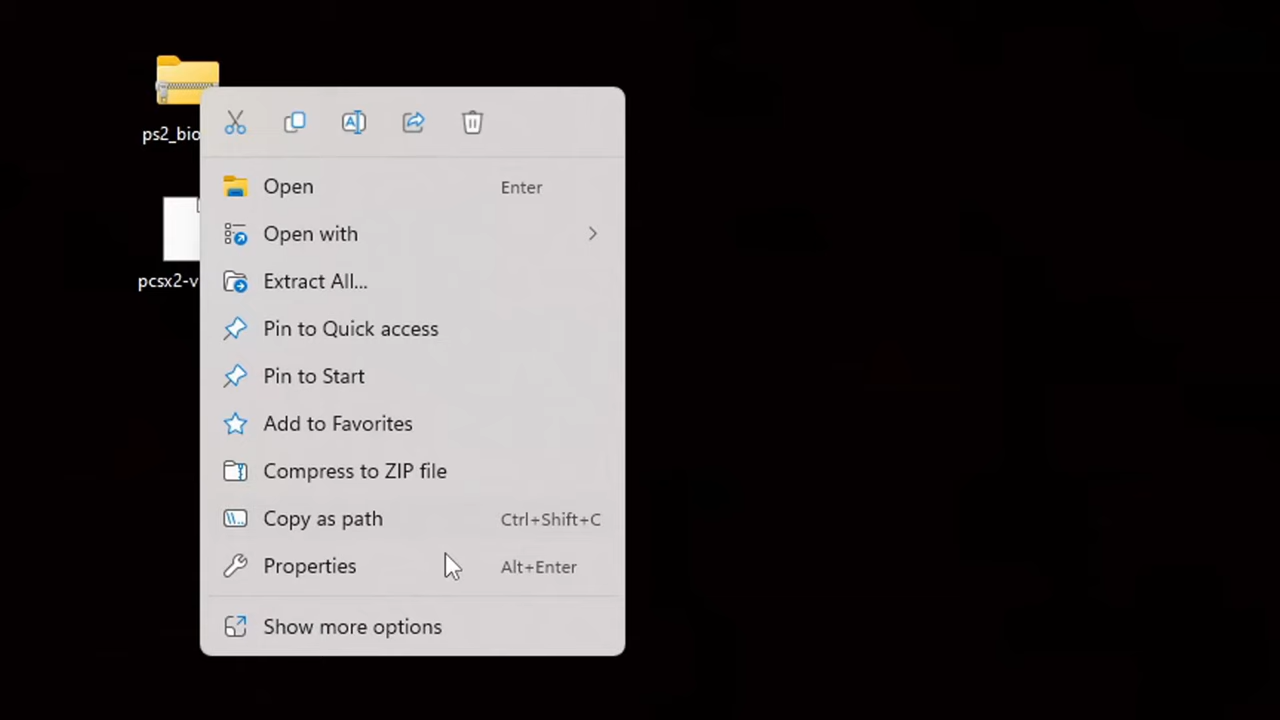 ps2_bio
pcsx2-v
Open Enter
Open with
Extract All...
Pin to Quick access
Pin to Start
Add to Favorites
Compress to ZIP file
Copy as path Ctrl+Shift+C
Properties Alt+Enter
Show more options